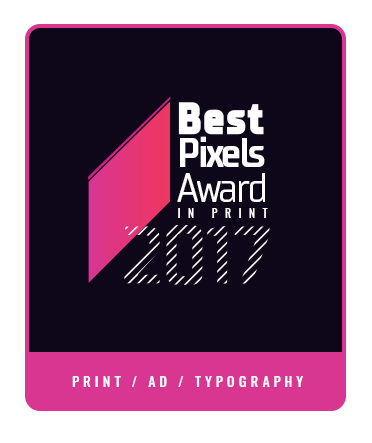 Best
Pixels
Award
IN PRINT
2017
PRINT / AD / TYPOGRAPHY